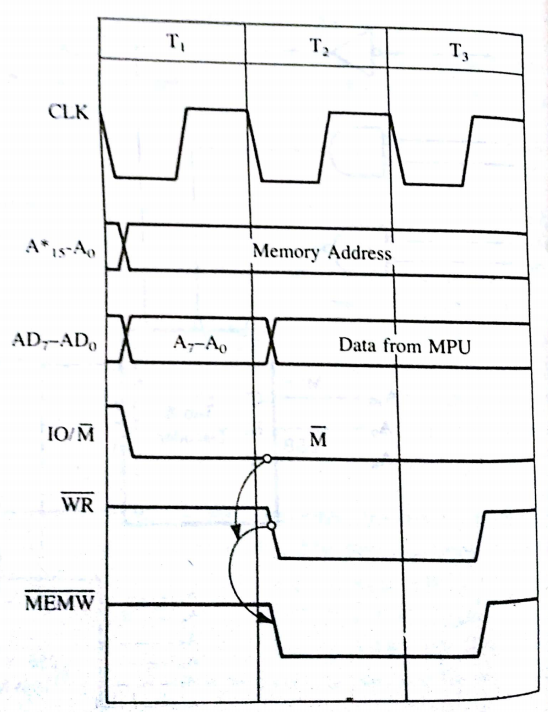 T₁ T₂ T₃
CLK
A*₁₅-A₀ Memory Address
AD₇–AD₀ A₇–A₀ Data from MPU
IO/M̅ M̅
W̅R̅
M̅E̅M̅W̅